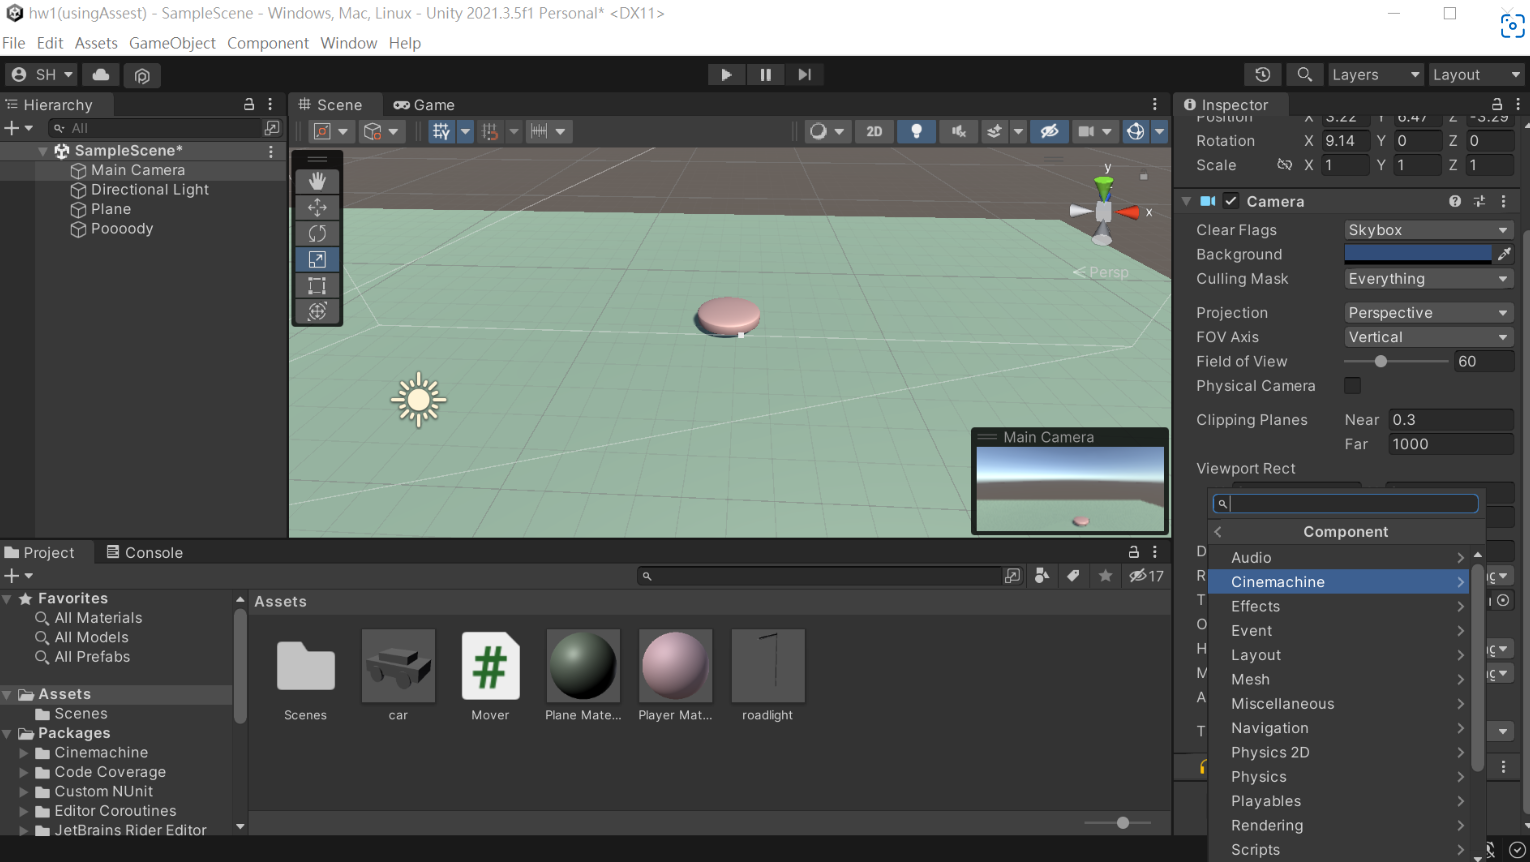 hw1(usingAssest) - SampleScene - Windows, Mac, Linux - Unity 2021.3.5f1 Personal* <DX11>
File Edit Assets GameObject Component Window Help
SH
Layers Layout
Hierarchy
All
SampleScene*
Main Camera
Directional Light
Plane
Poooody
Scene Game
2D
y
x
Persp
Main Camera
Inspector
Position X 3.22 Y 6.47 Z -3.29
Rotation X 9.14 Y 0 Z 0
Scale X 1 Y 1 Z 1
Camera
Clear Flags Skybox
Background
Culling Mask Everything
Projection Perspective
FOV Axis Vertical
Field of View 60
Physical Camera
Clipping Planes Near 0.3
Far 1000
Viewport Rect
D
R
T
O
H
M
A
T
Component
Audio
Cinemachine
Effects
Event
Layout
Mesh
Miscellaneous
Navigation
Physics 2D
Physics
Playables
Rendering
Scripts
Project Console
17
Favorites
All Materials
All Models
All Prefabs
Assets
Scenes
Packages
Cinemachine
Code Coverage
Custom NUnit
Editor Coroutines
JetBrains Rider Editor
Assets
Scenes car Mover Plane Mate... Player Mat... roadlight